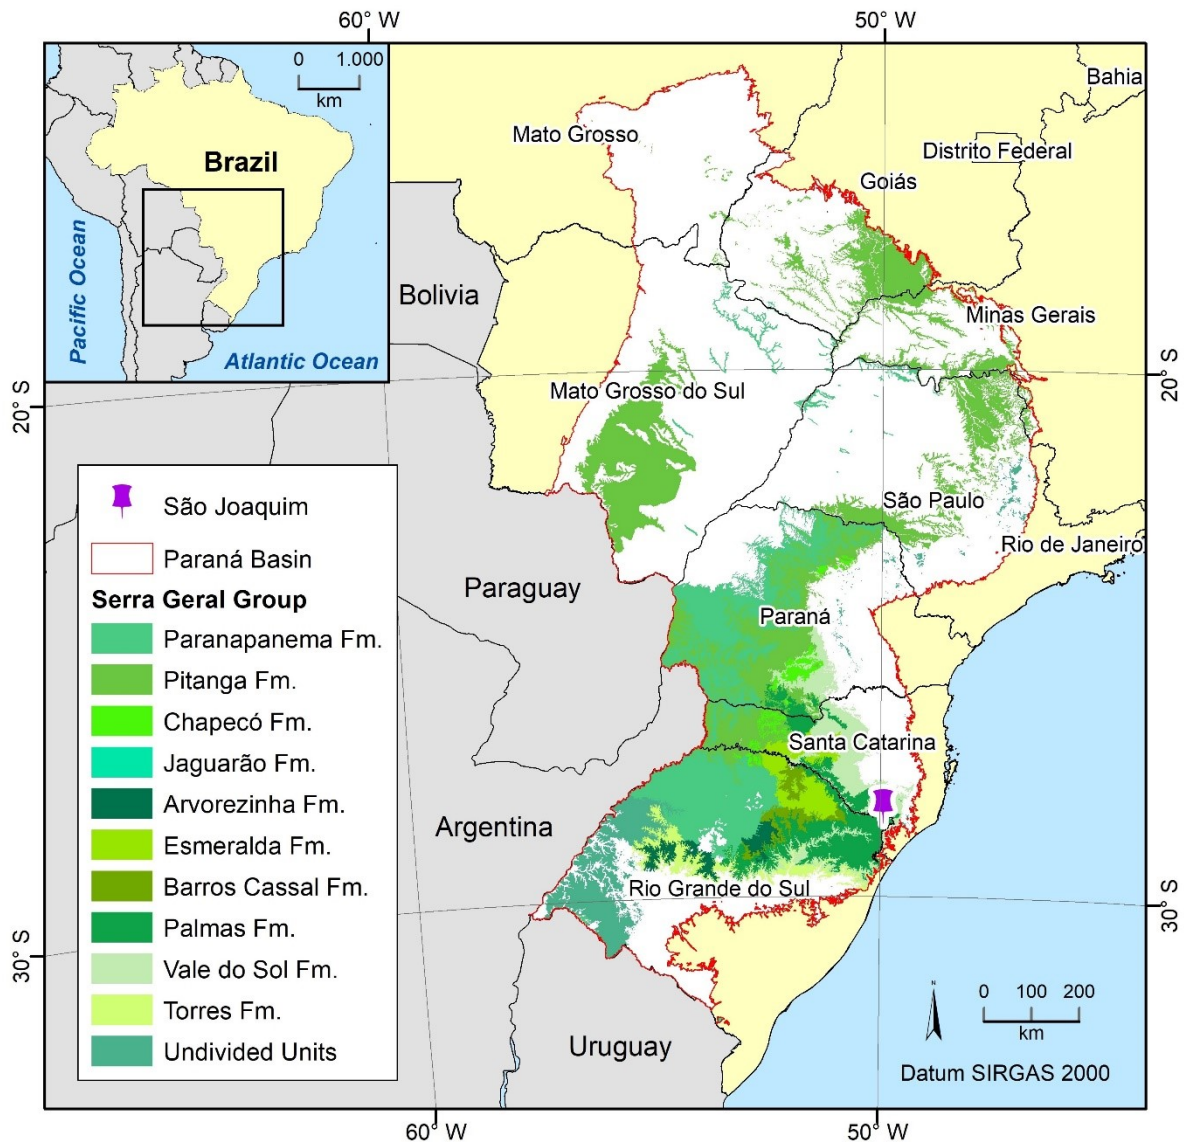 60° W
50° W
0 1.000
km
Brazil
Pacific Ocean
Atlantic Ocean
Bahia
Mato Grosso
Distrito Federal
Goiás
Bolivia
Minas Gerais
20° S
20° S
Mato Grosso do Sul
São Paulo
Rio de Janeiro
Paraguay
Paraná
Santa Catarina
Argentina
Rio Grande do Sul
30° S
30° S
Uruguay
São Joaquim
Paraná Basin
Serra Geral Group
Paranapanema Fm.
Pitanga Fm.
Chapecó Fm.
Jaguarão Fm.
Arvorezinha Fm.
Esmeralda Fm.
Barros Cassal Fm.
Palmas Fm.
Vale do Sol Fm.
Torres Fm.
Undivided Units
N
0 100 200
km
Datum SIRGAS 2000
60° W
50° W